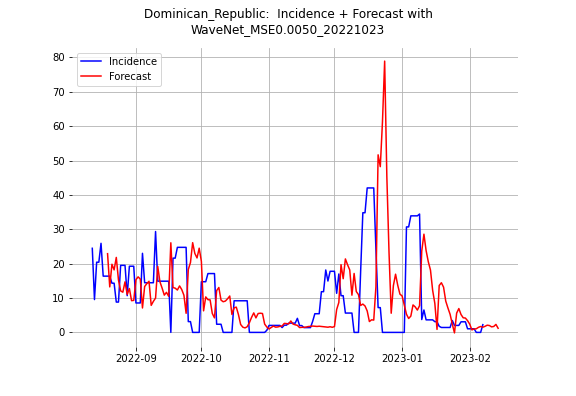 Dominican_Republic:  Incidence + Forecast with
WaveNet_MSE0.0050_20221023
Incidence
Forecast
80
70
60
50
40
30
20
10
0
2022-09 2022-10 2022-11 2022-12 2023-01 2023-02